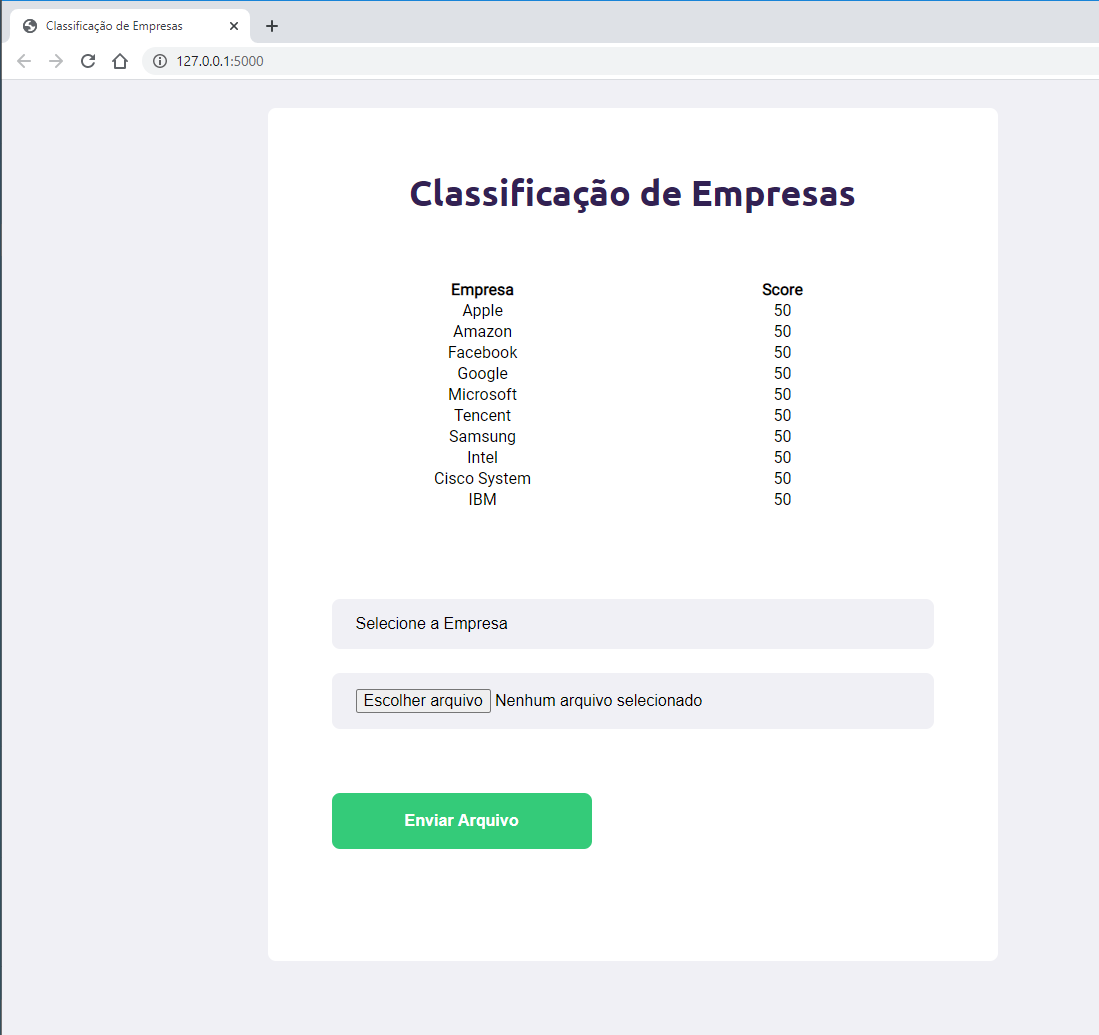 Classificação de Empresas
127.0.0.1:5000
Classificação de Empresas
Empresa Score
Apple 50
Amazon 50
Facebook 50
Google 50
Microsoft 50
Tencent 50
Samsung 50
Intel 50
Cisco System 50
IBM 50
Selecione a Empresa
Escolher arquivo Nenhum arquivo selecionado
Enviar Arquivo